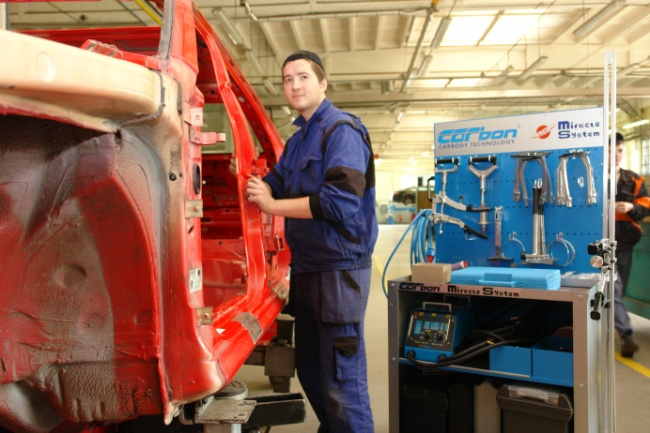 carbon
CARBODY TECHNOLOGY
Miracle
System
carbon Miracle System